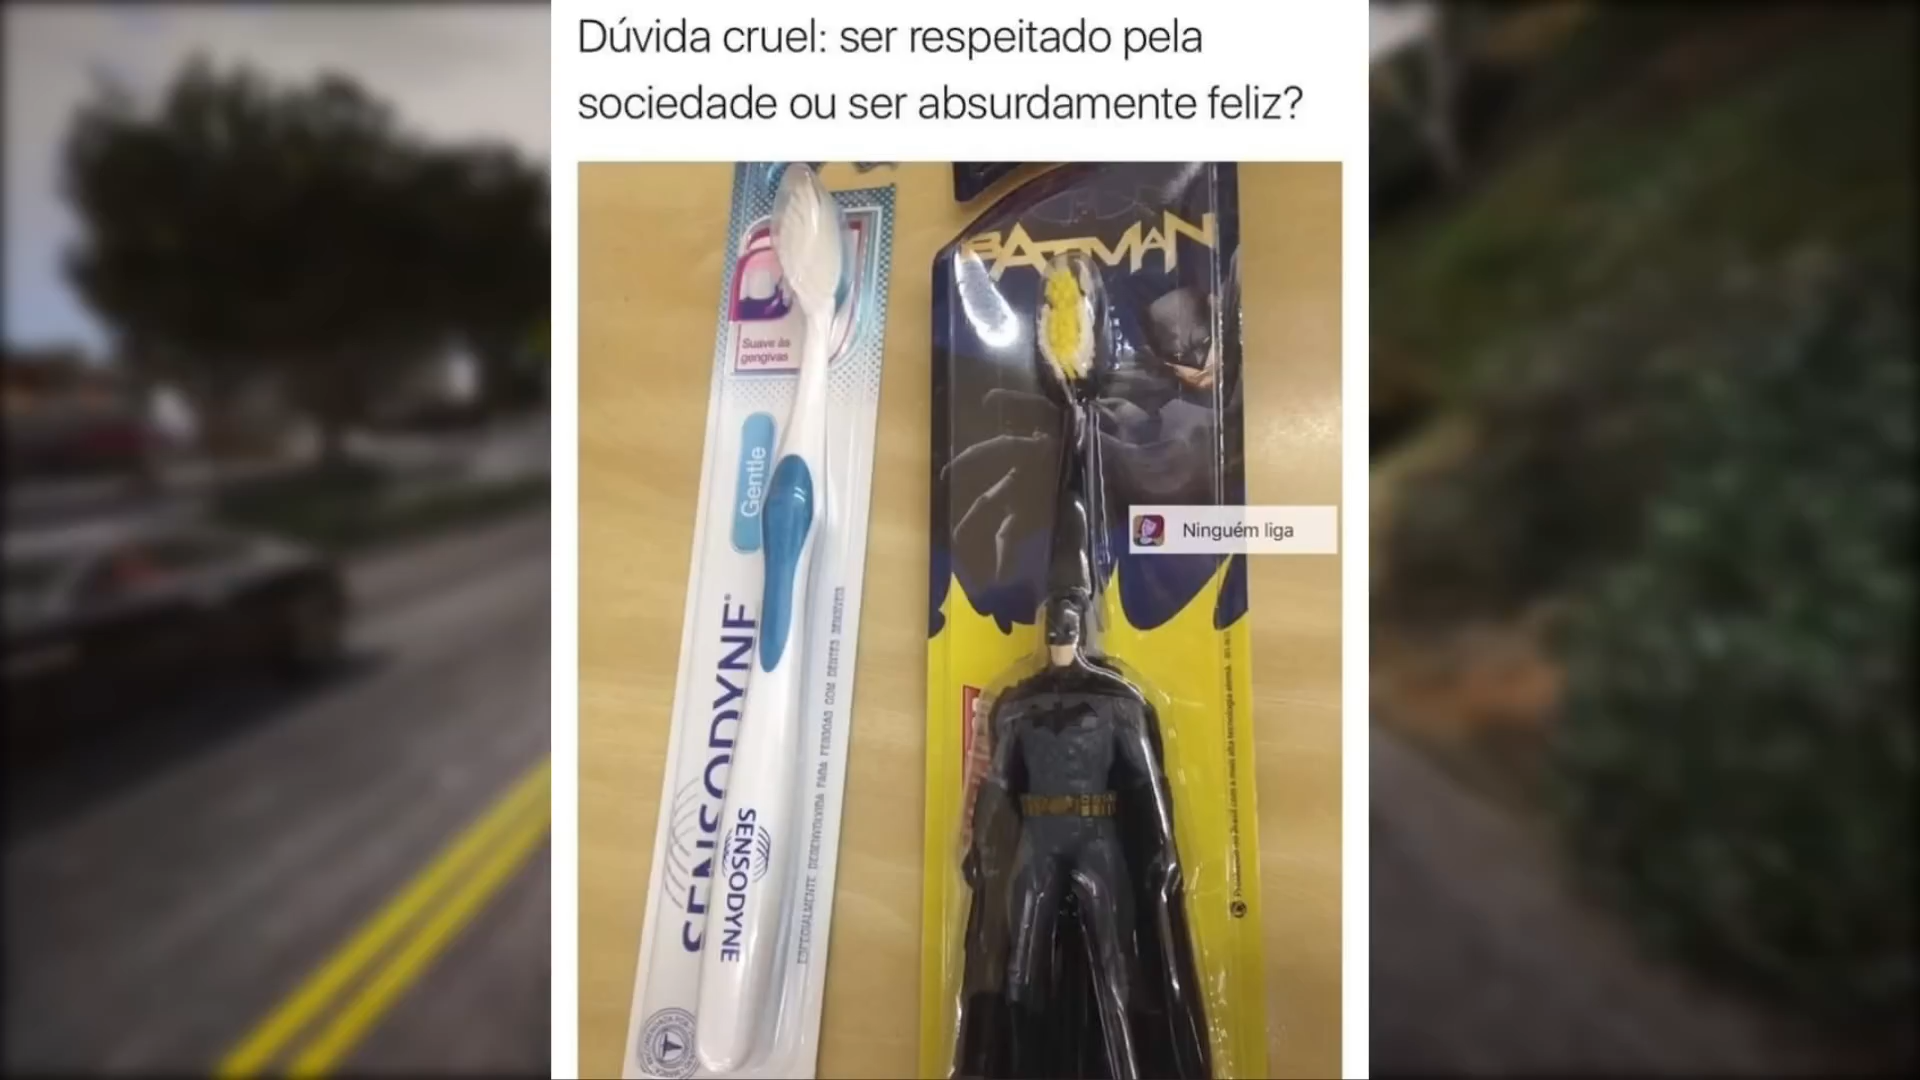 Dúvida cruel: ser respeitado pela
sociedade ou ser absurdamente feliz?
BATMAN
Suave às
gengivas
Gentle
SENSODYNE
SENSODYNE
ESPECIALMENTE DESENVOLVIDA PARA PESSOAS COM DENTES SENSÍVEIS
Ninguém liga